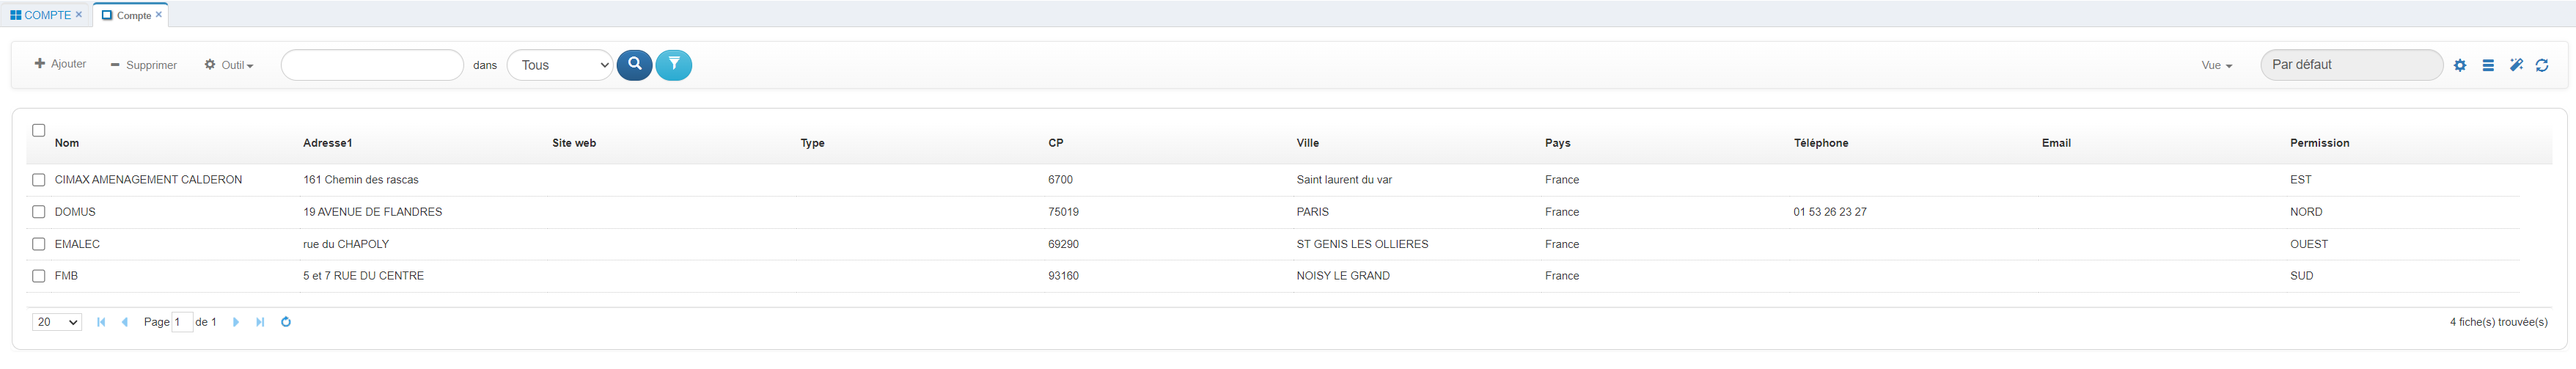 COMPTE × Compte ×
Ajouter Supprimer Outil dans Tous Vue Par défaut
Nom Adresse1 Site web Type CP Ville Pays Téléphone Email Permission
CIMAX AMENAGEMENT CALDERON 161 Chemin des rascas 6700 Saint laurent du var France EST
DOMUS 19 AVENUE DE FLANDRES 75019 PARIS France 01 53 26 23 27 NORD
EMALEC rue du CHAPOLY 69290 ST GENIS LES OLLIERES France OUEST
FMB 5 et 7 RUE DU CENTRE 93160 NOISY LE GRAND France SUD
20 Page 1 de 1 4 fiche(s) trouvée(s)